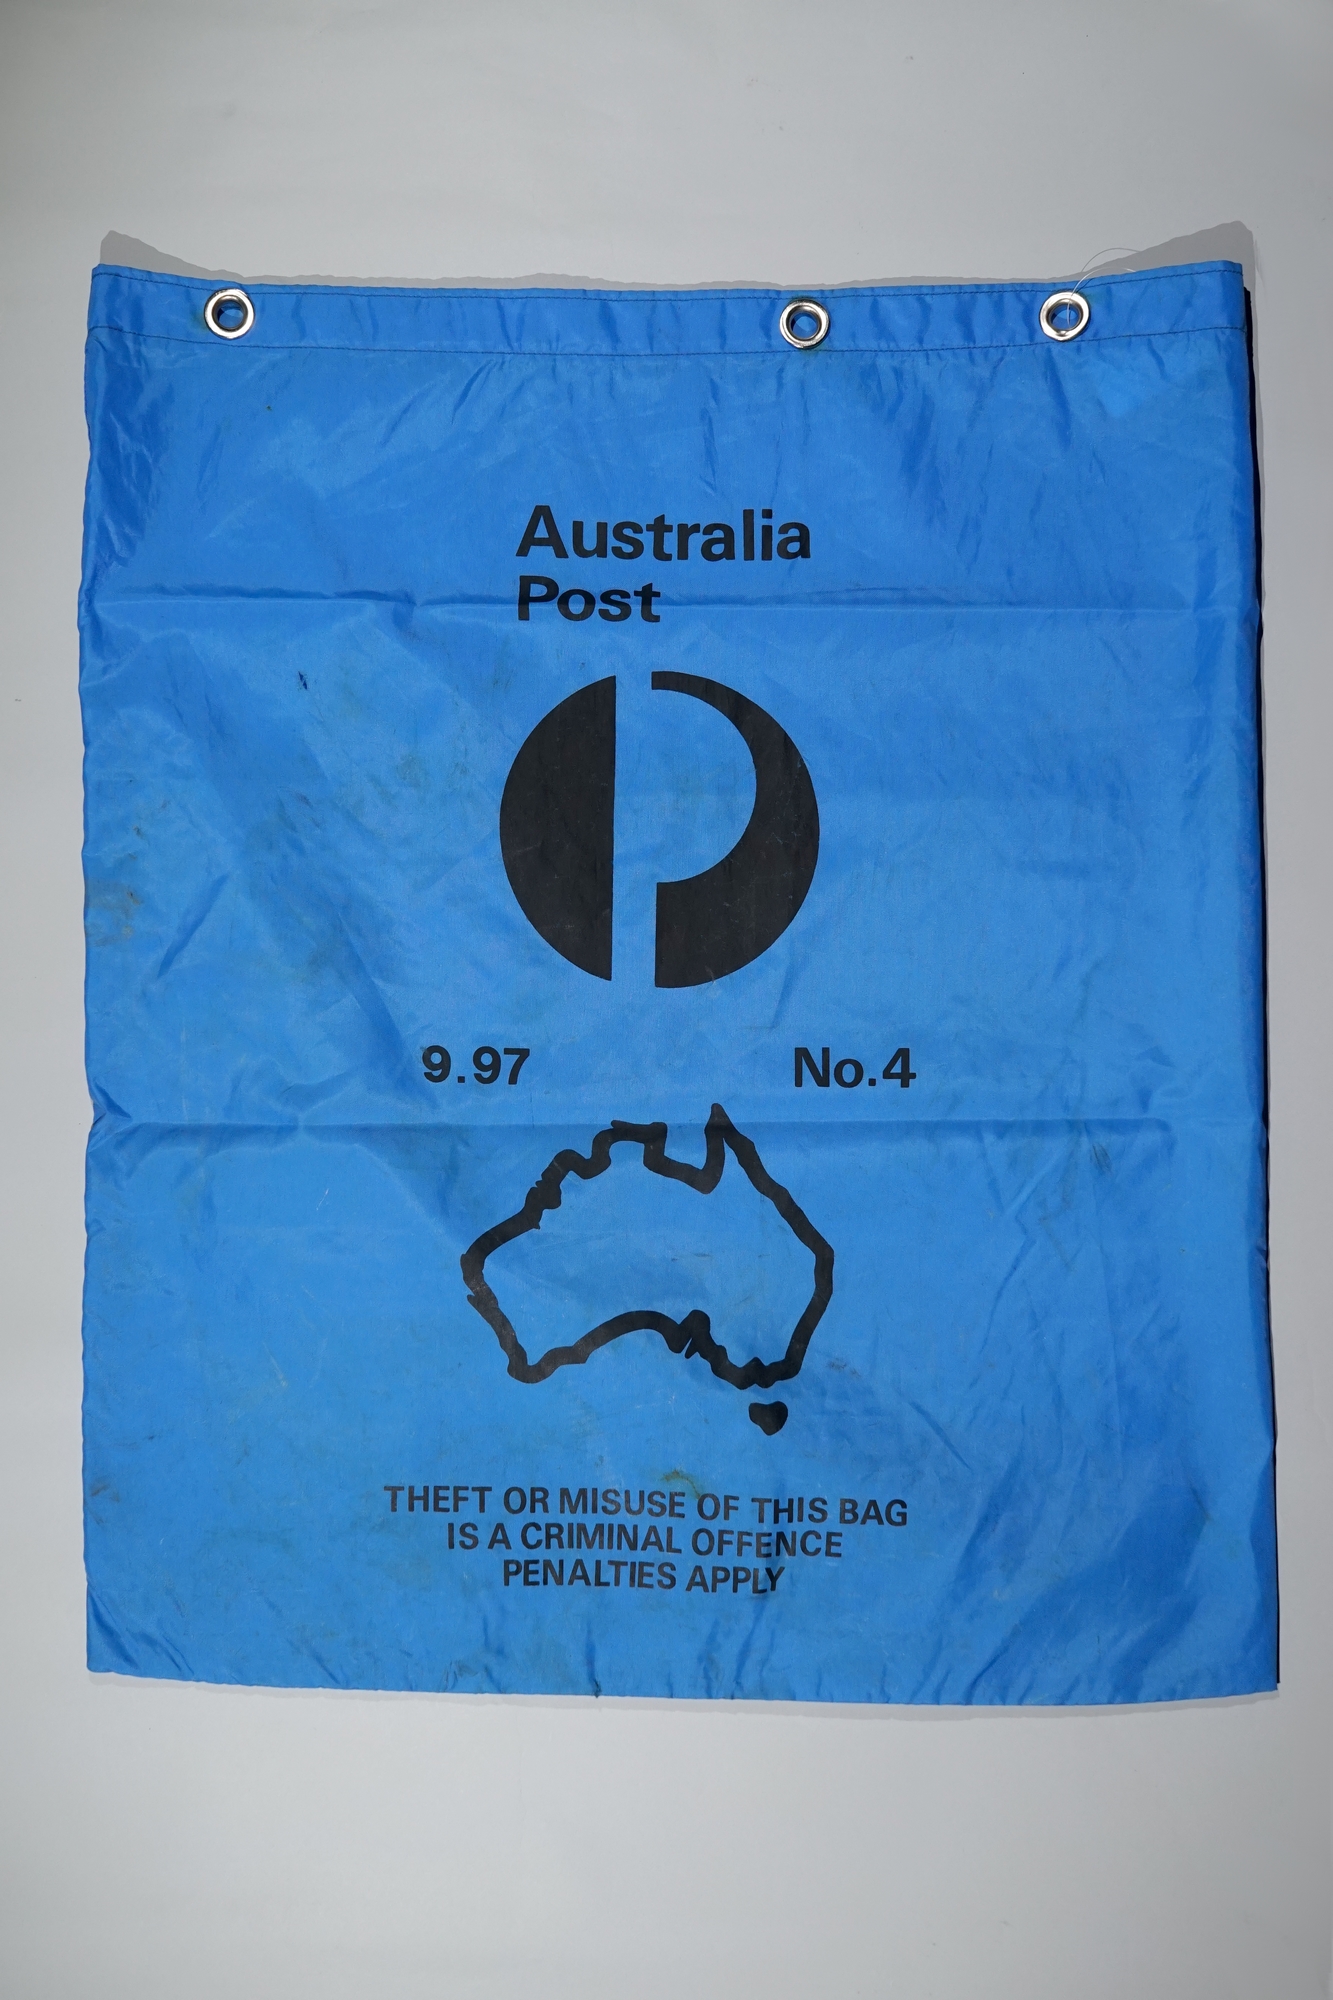 Australia
Post
9.97 No.4
THEFT OR MISUSE OF THIS BAG
IS A CRIMINAL OFFENCE
PENALTIES APPLY